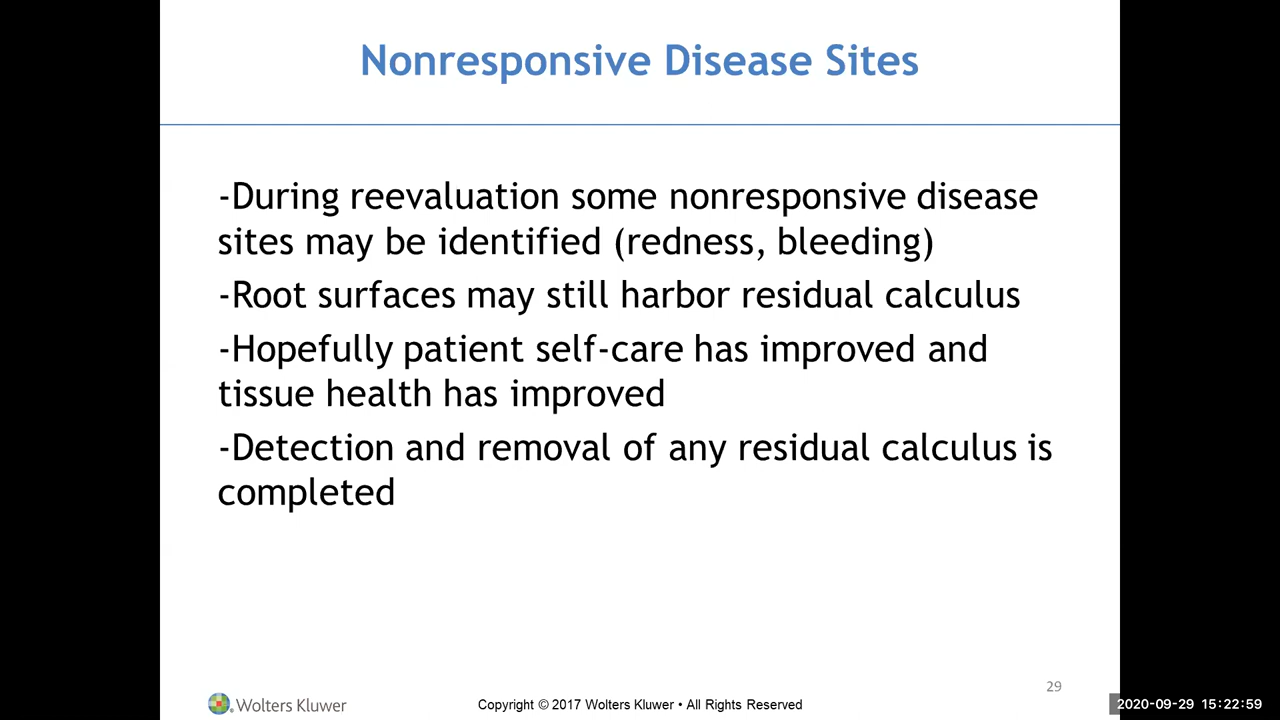 Nonresponsive Disease Sites
-During reevaluation some nonresponsive disease
sites may be identified (redness, bleeding)
-Root surfaces may still harbor residual calculus
-Hopefully patient self-care has improved and
tissue health has improved
-Detection and removal of any residual calculus is
completed
29
Wolters Kluwer
Copyright © 2017 Wolters Kluwer • All Rights Reserved
2020-09-29 15:22:59